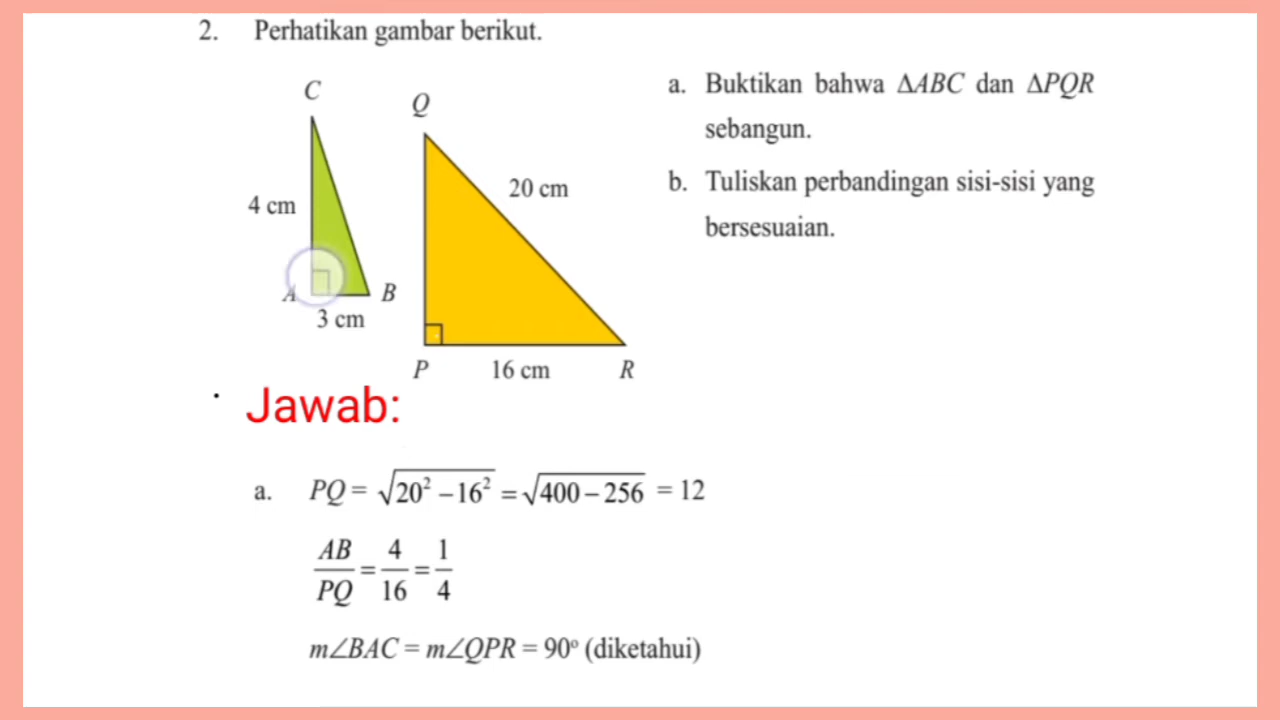 2. Perhatikan gambar berikut.
C
Q
a. Buktikan bahwa ΔABC dan ΔPQR
sebangun.
b. Tuliskan perbandingan sisi-sisi yang
bersesuaian.
20 cm
4 cm
A
B
3 cm
P
16 cm
R
Jawab:
a. PQ = √(20² – 16²) = √(400 – 256) = 12
AB/PQ = 4/16 = 1/4
m∠BAC = m∠QPR = 90° (diketahui)